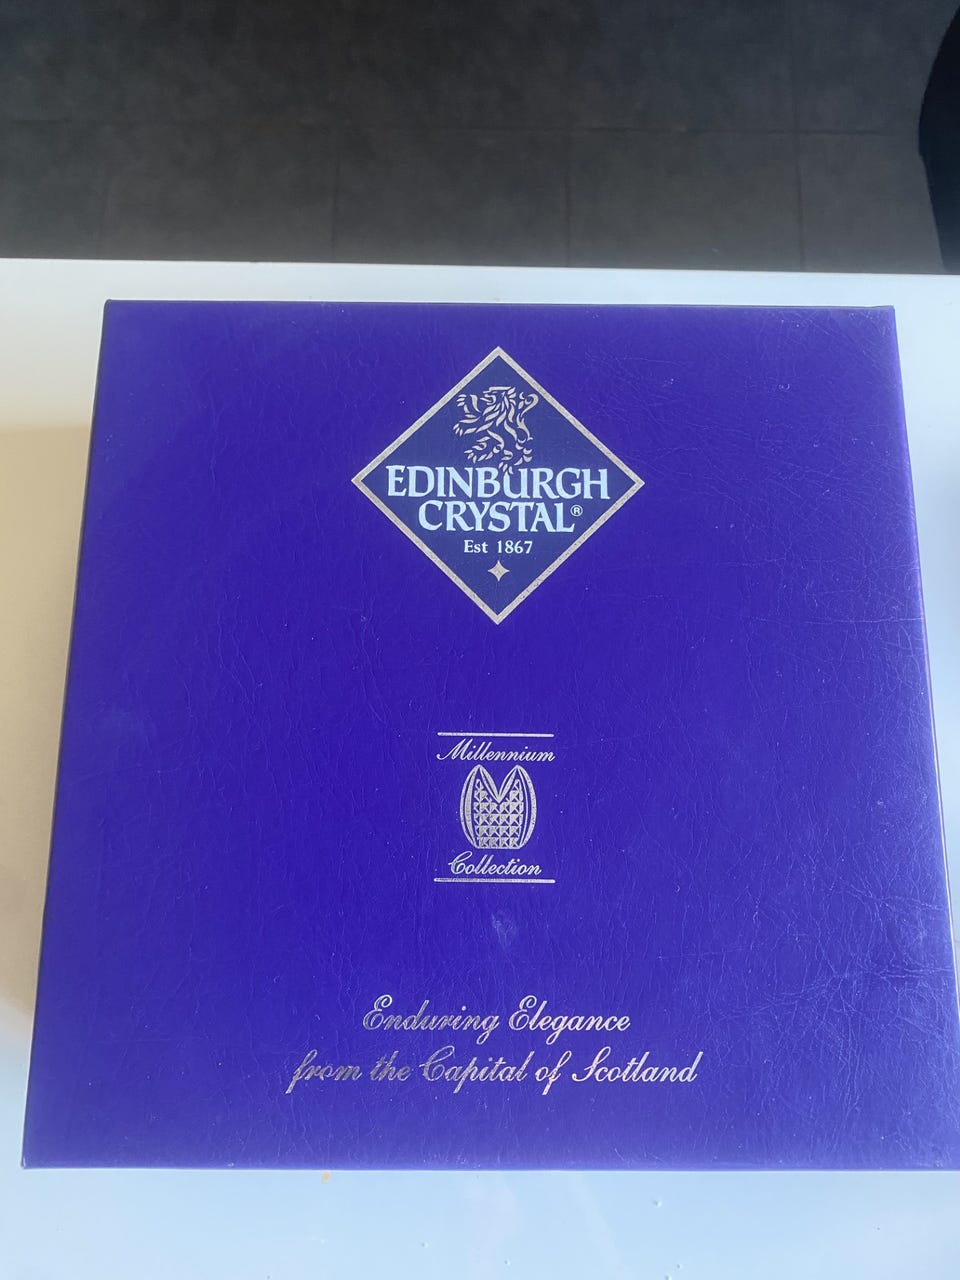 EDINBURGH
CRYSTAL®
Est 1867
Millennium
Collection
Enduring Elegance
from the Capital of Scotland